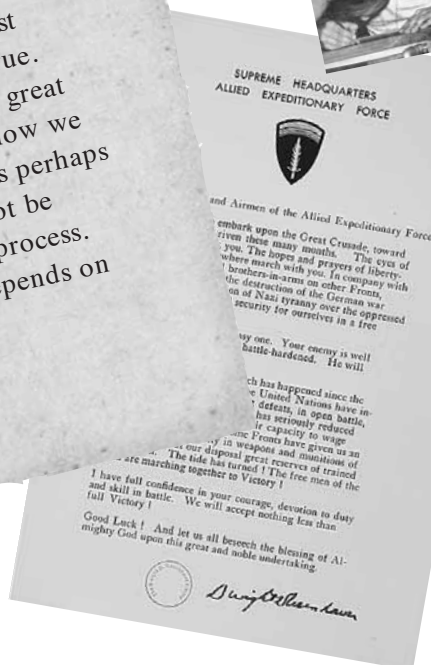 st
ue.
great
ow we
s perhaps
ot be
process.
pends on
SUPREME HEADQUARTERS
ALLIED EXPEDITIONARY FORCE
and Airmen of the Allied Expeditionary Force
embark upon the Great Crusade, toward
riven these many months. The eyes of
you. The hopes and prayers of liberty-
where march with you. In company with
brothers-in-arms on other Fronts,
the destruction of the German war
on of Nazi tyranny over the oppressed
security for ourselves in a free
sy one. Your enemy is well
battle-hardened. He will
ch has happened since the
e United Nations have in-
defeats, in open battle,
has seriously reduced
ir capacity to wage
me Fronts have given us an
y in weapons and munitions of
our disposal great reserves of trained
The tide has turned ! The free men of the
are marching together to Victory !
I have full confidence in your courage, devotion to duty
and skill in battle. We will accept nothing less than
full Victory !
Good Luck ! And let us all beseech the blessing of Al-
mighty God upon this great and noble undertaking.
Dwight D Eisenhower